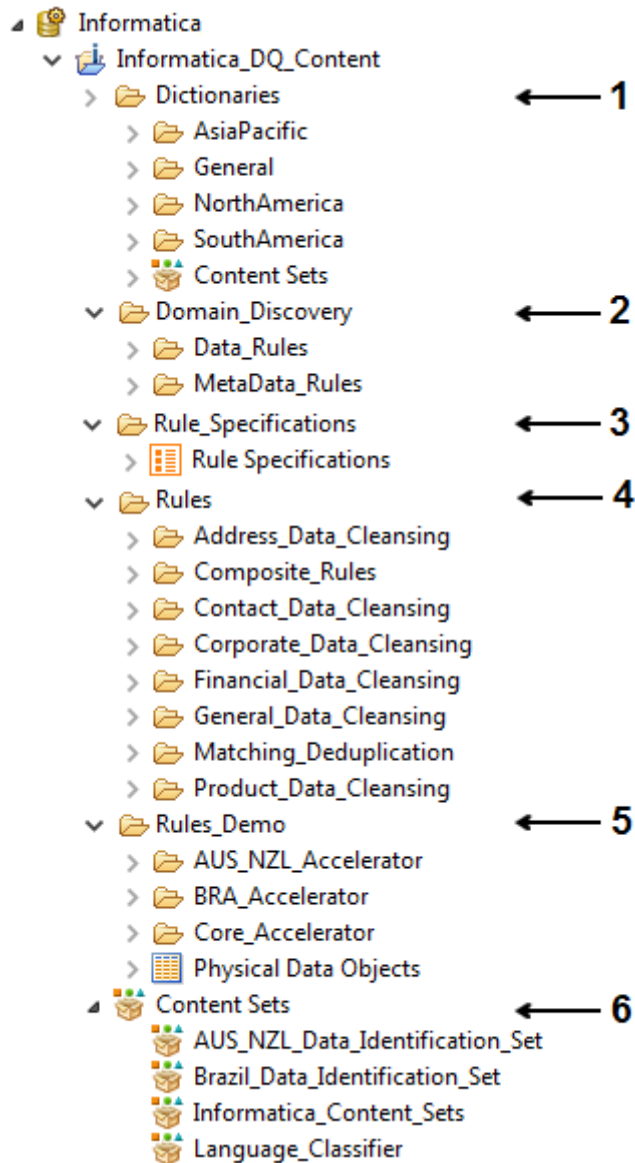 Informatica
Informatica_DQ_Content
Dictionaries 1
AsiaPacific
General
NorthAmerica
SouthAmerica
Content Sets
Domain_Discovery 2
Data_Rules
MetaData_Rules
Rule_Specifications 3
Rule Specifications
Rules 4
Address_Data_Cleansing
Composite_Rules
Contact_Data_Cleansing
Corporate_Data_Cleansing
Financial_Data_Cleansing
General_Data_Cleansing
Matching_Deduplication
Product_Data_Cleansing
Rules_Demo 5
AUS_NZL_Accelerator
BRA_Accelerator
Core_Accelerator
Physical Data Objects
Content Sets 6
AUS_NZL_Data_Identification_Set
Brazil_Data_Identification_Set
Informatica_Content_Sets
Language_Classifier